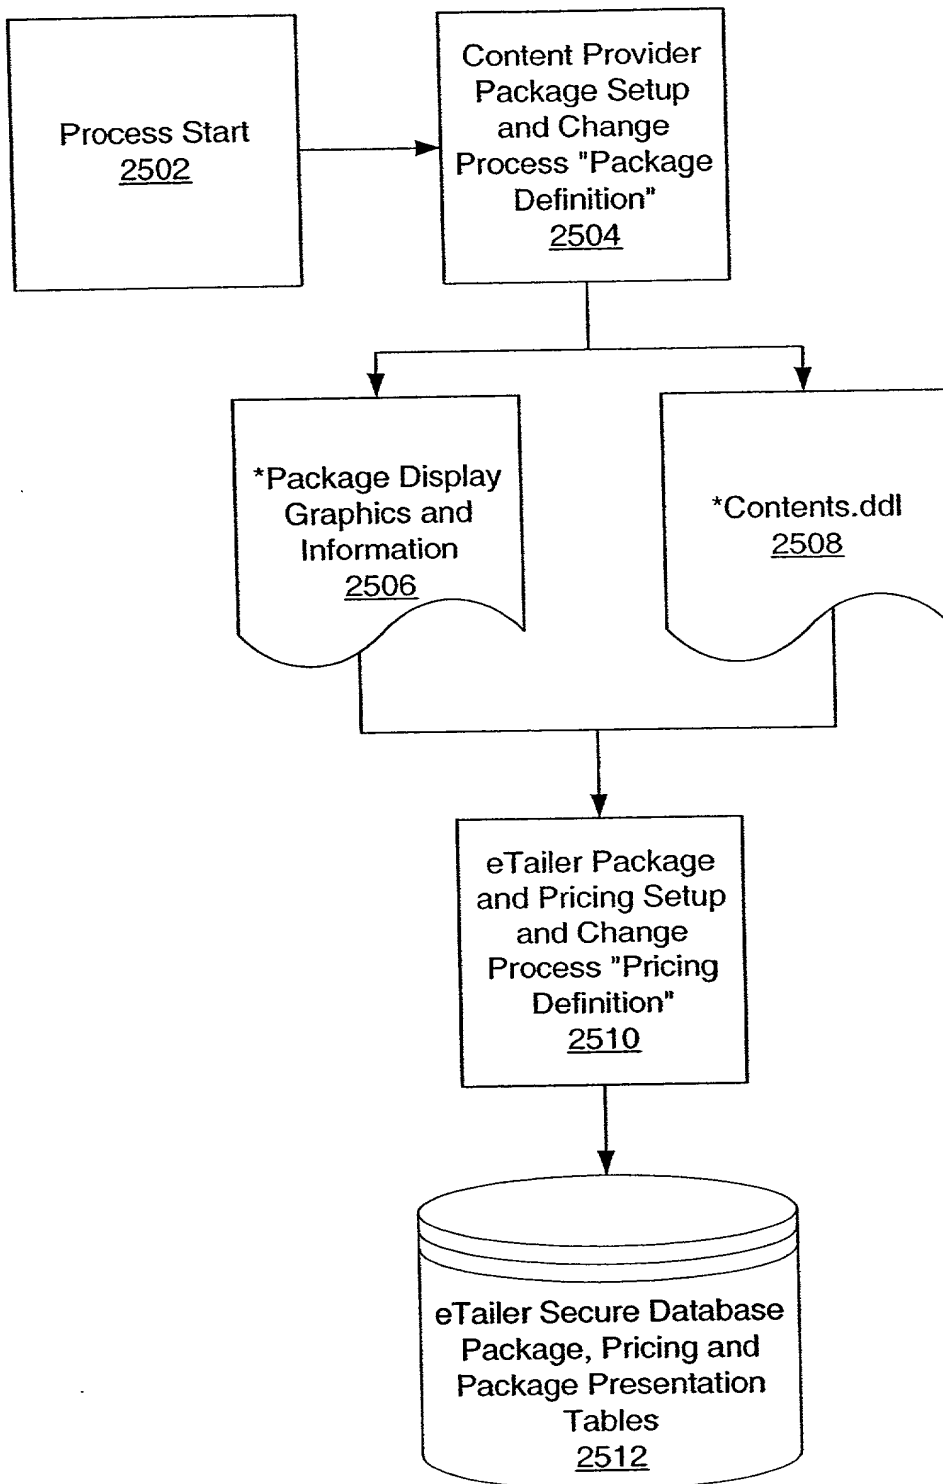 Process Start
2502
Content Provider
Package Setup
and Change
Process "Package
Definition"
2504
*Package Display
Graphics and
Information
2506
*Contents.ddl
2508
eTailer Package
and Pricing Setup
and Change
Process "Pricing
Definition"
2510
eTailer Secure Database
Package, Pricing and
Package Presentation
Tables
2512